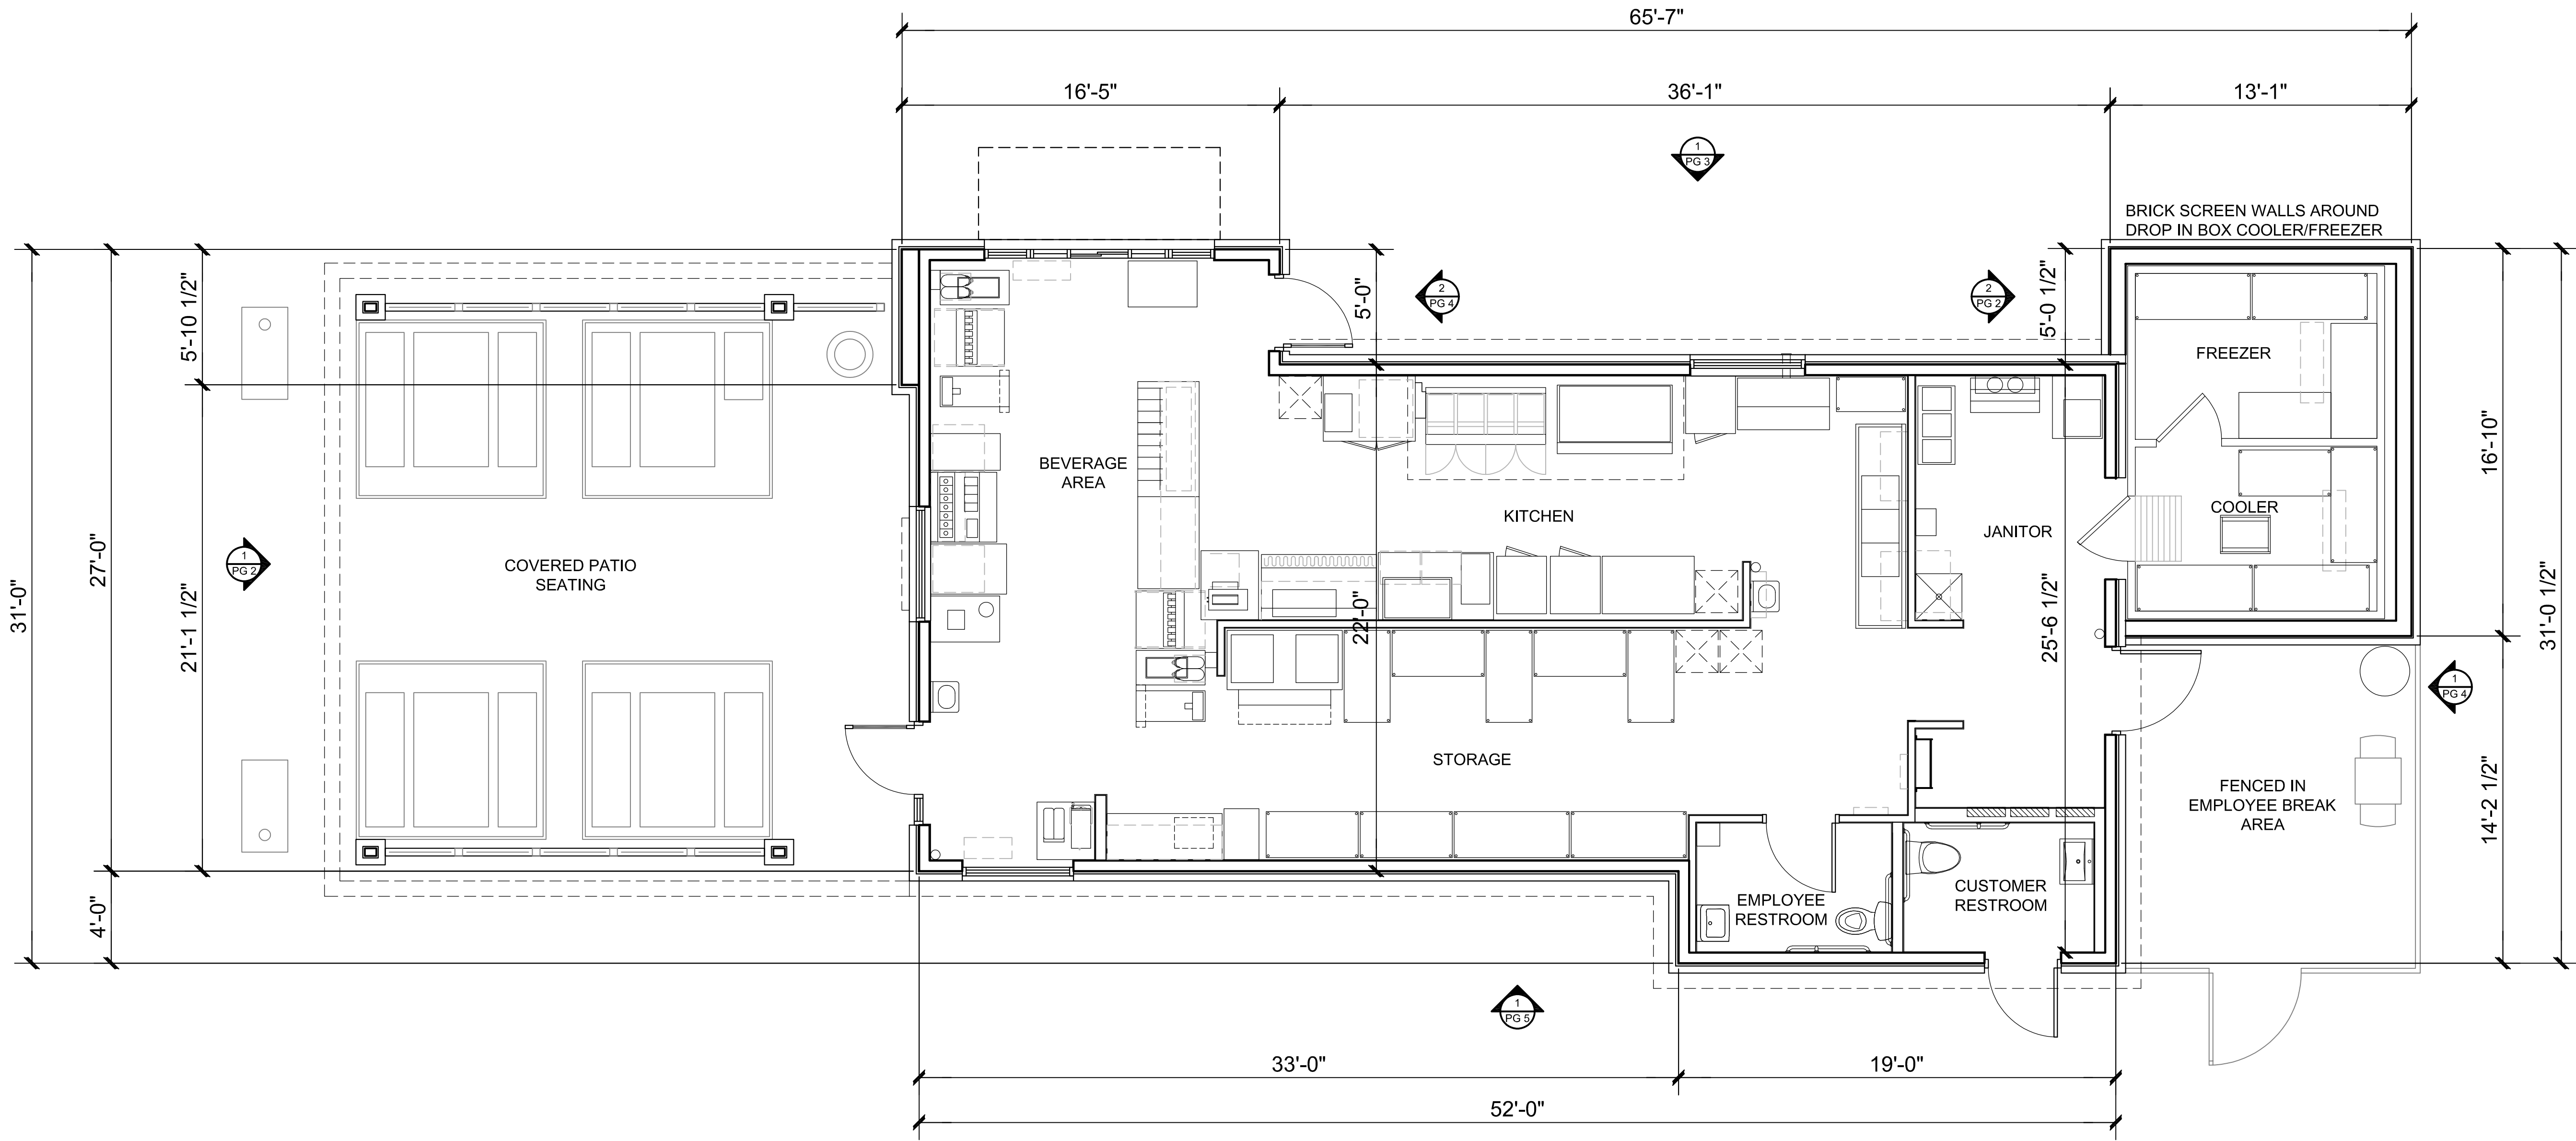 65'-7"
16'-5"
36'-1"
13'-1"
1
PG 3
BRICK SCREEN WALLS AROUND
DROP IN BOX COOLER/FREEZER
31'-0"
27'-0"
4'-0"
5'-10 1/2"
21'-1 1/2"
1
PG 2
COVERED PATIO
SEATING
BEVERAGE
AREA
5'-0"
22'-0"
2
PG 4
2
PG 2
5'-0 1/2"
25'-6 1/2"
KITCHEN
JANITOR
FREEZER
COOLER
STORAGE
EMPLOYEE
RESTROOM
CUSTOMER
RESTROOM
FENCED IN
EMPLOYEE BREAK
AREA
1
PG 4
16'-10"
14'-2 1/2"
31'-0 1/2"
1
PG 5
33'-0"
19'-0"
52'-0"